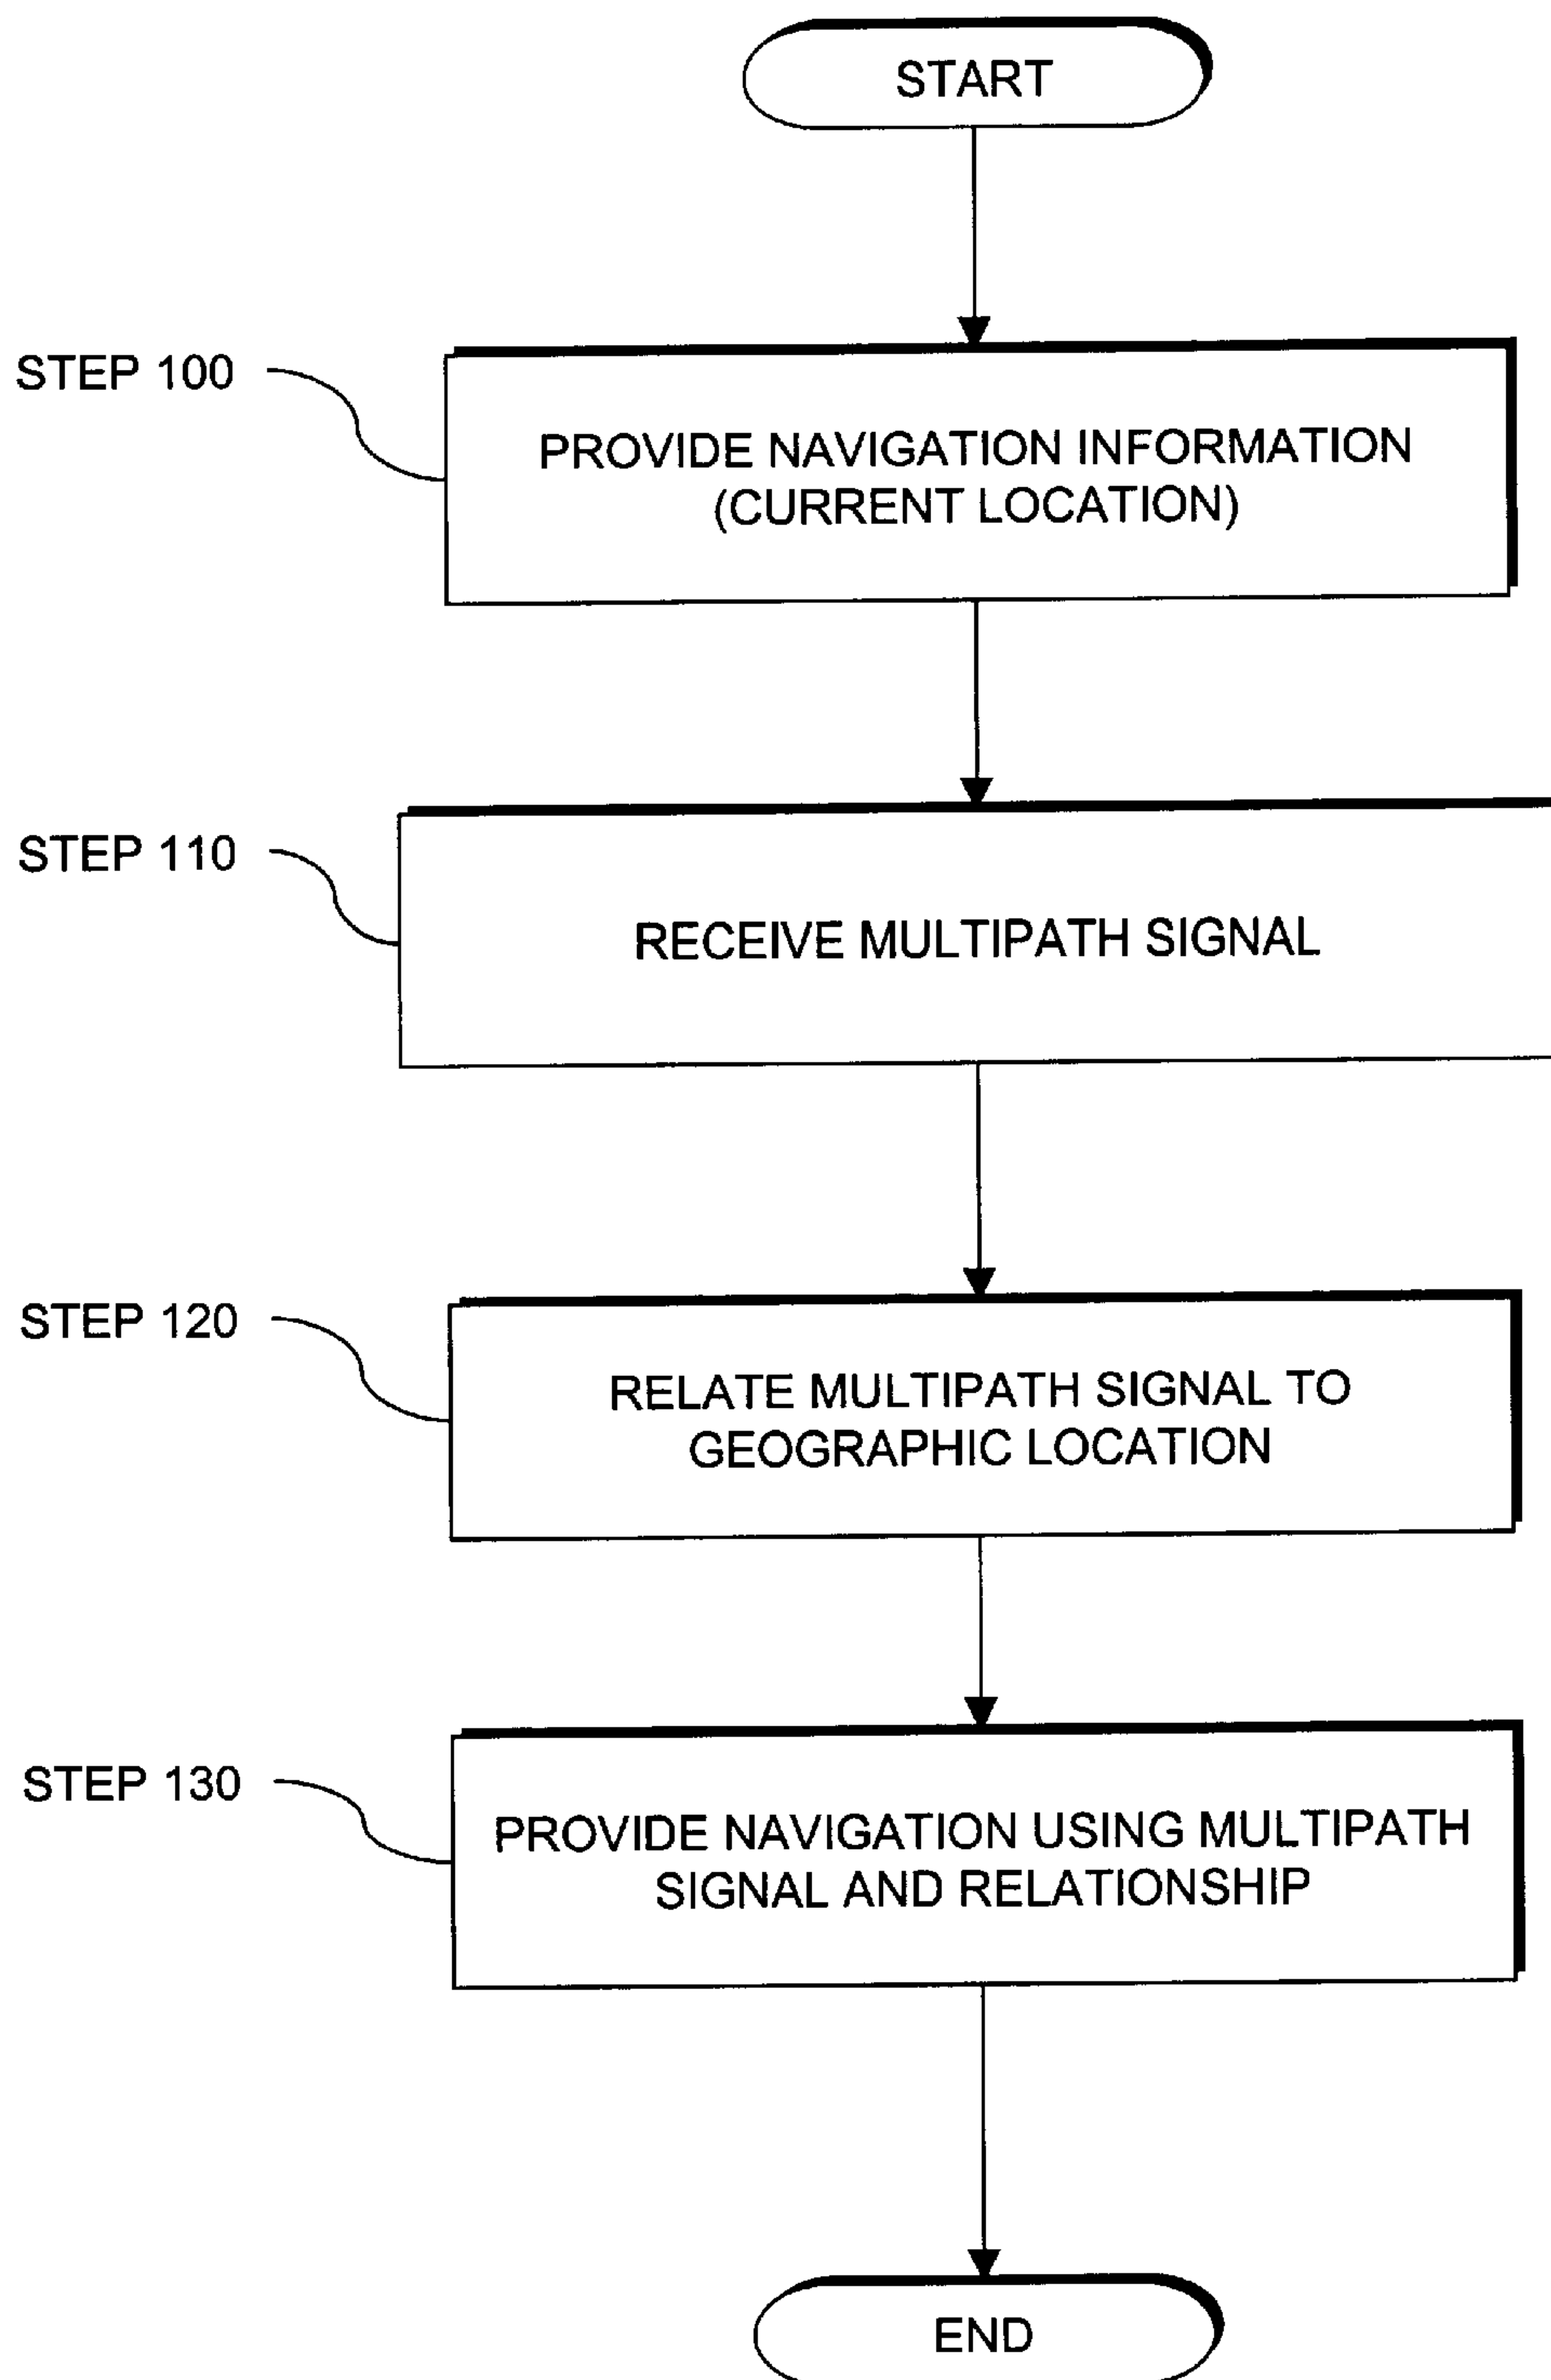 START
STEP 100
PROVIDE NAVIGATION INFORMATION
(CURRENT LOCATION)
STEP 110
RECEIVE MULTIPATH SIGNAL
STEP 120
RELATE MULTIPATH SIGNAL TO
GEOGRAPHIC LOCATION
STEP 130
PROVIDE NAVIGATION USING MULTIPATH
SIGNAL AND RELATIONSHIP
END